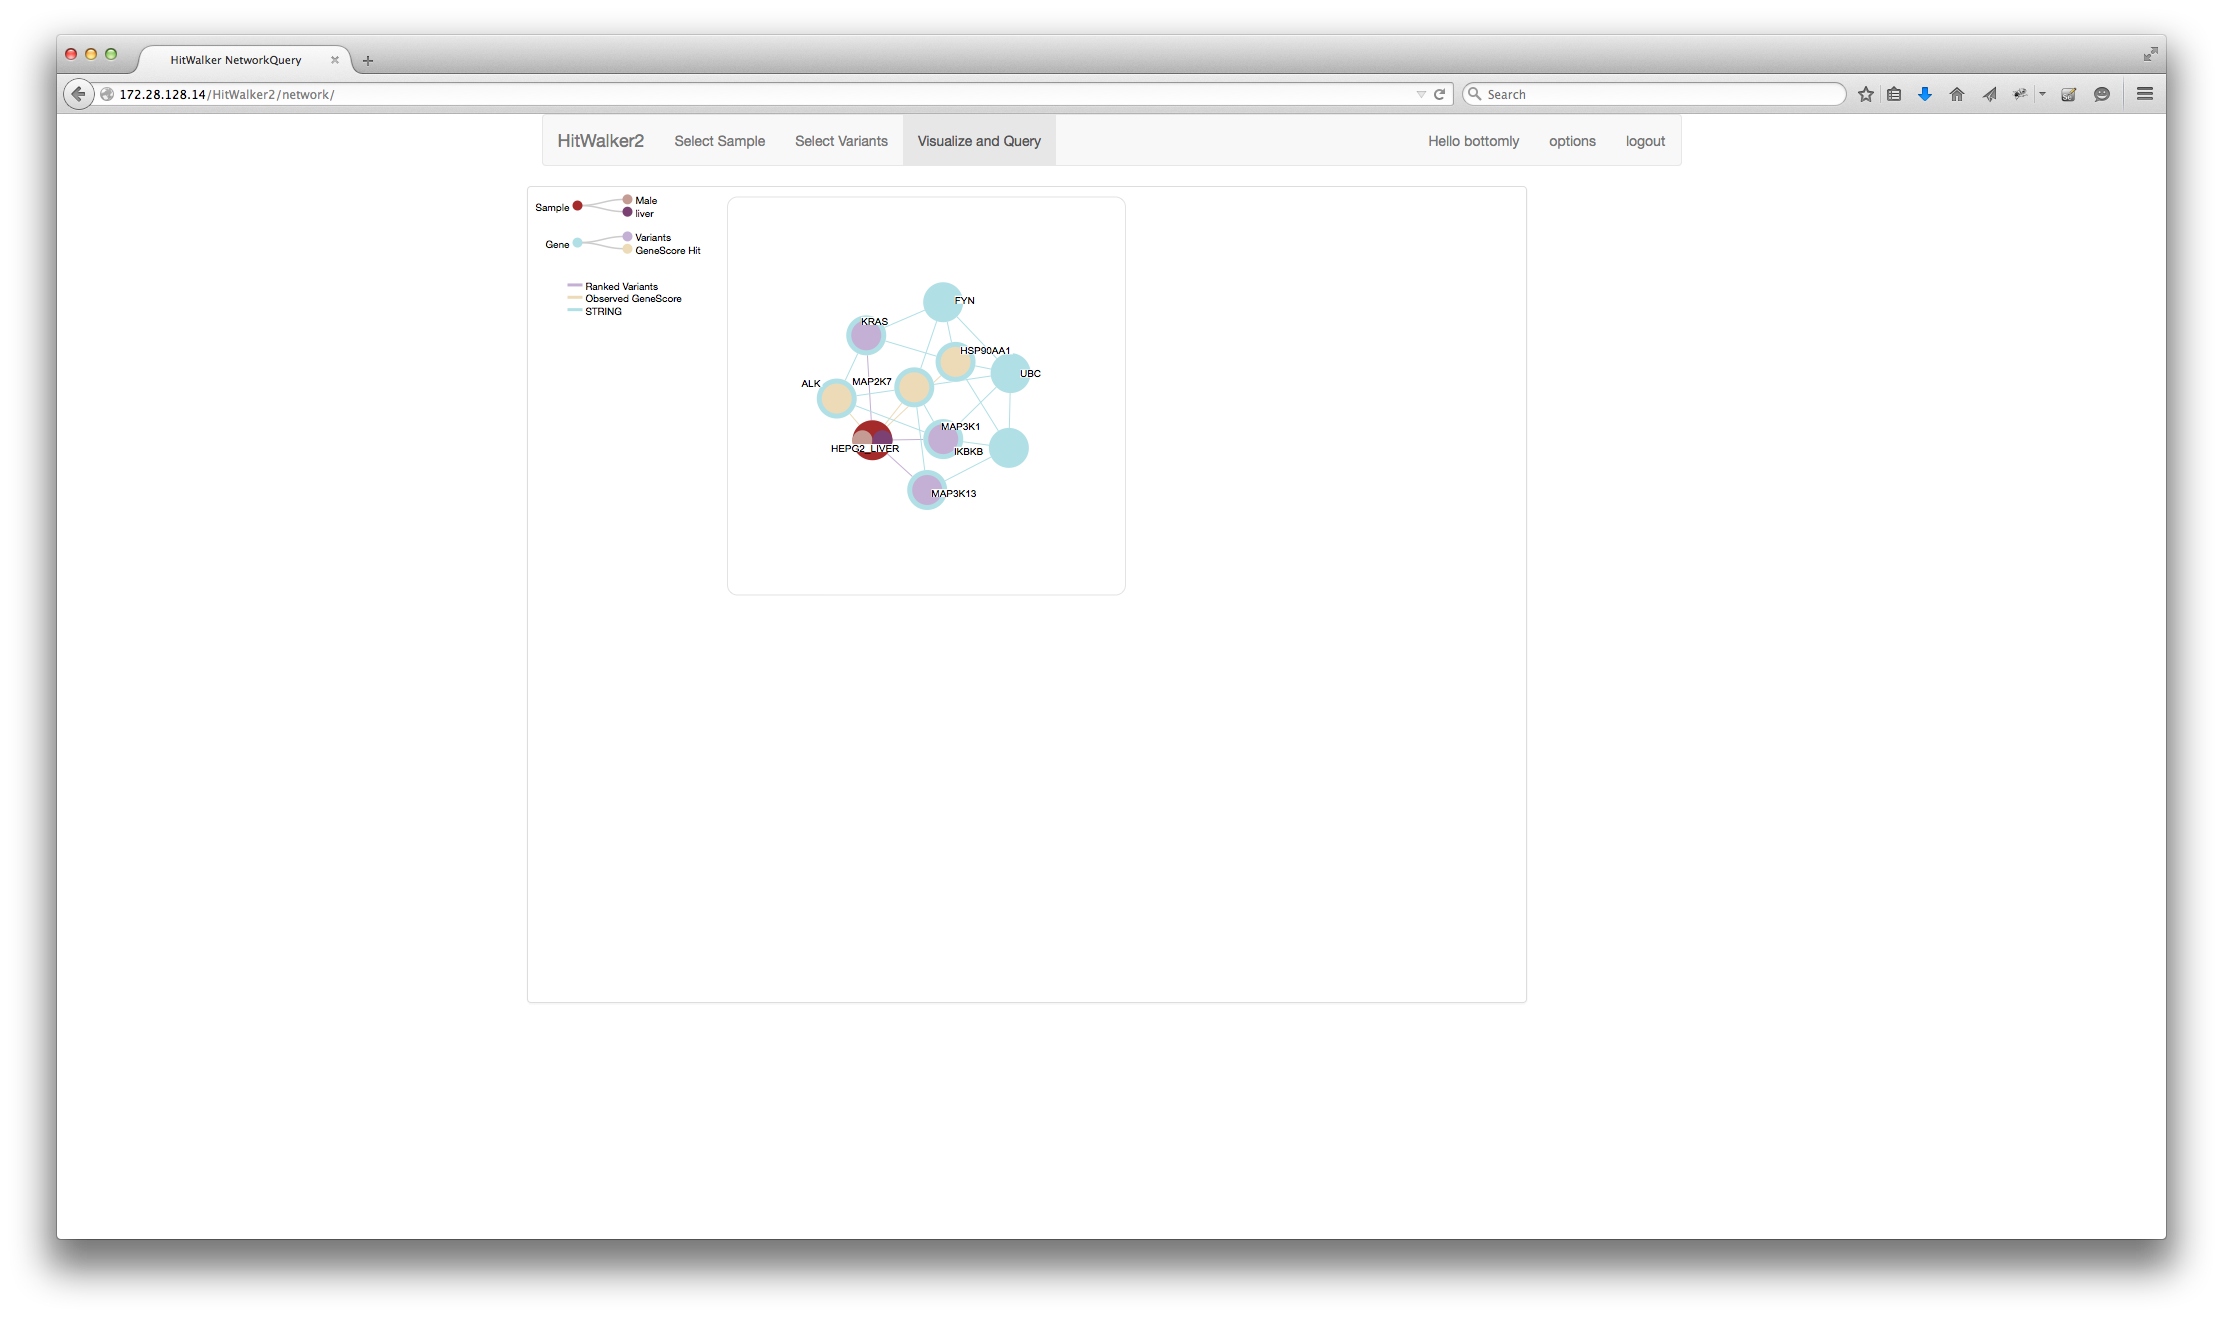 HitWalker NetworkQuery
172.28.128.14/HitWalker2/network/
Search
HitWalker2 Select Sample Select Variants Visualize and Query Hello bottomly options logout
Sample
Male
liver
Gene
Variants
GeneScore Hit
Ranked Variants
Observed GeneScore
STRING
FYN
KRAS
HSP90AA1
UBC
ALK
MAP2K7
MAP3K1
HEPG2_LIVER
IKBKB
MAP3K13